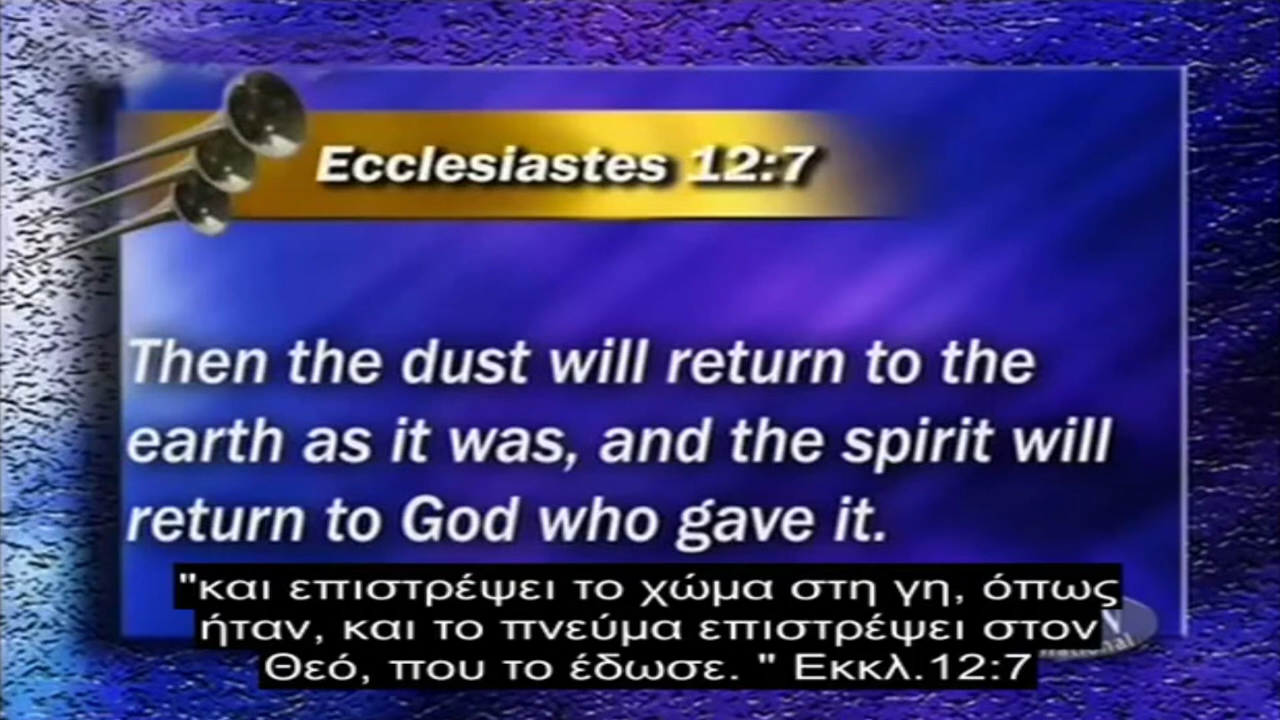 Ecclesiastes 12:7
Then the dust will return to the
earth as it was, and the spirit will
return to God who gave it.
"και επιστρέψει το χώμα στη γη, όπως
ήταν, και το πνεύμα επιστρέψει στον
Θεό, που το έδωσε. " Εκκλ.12:7